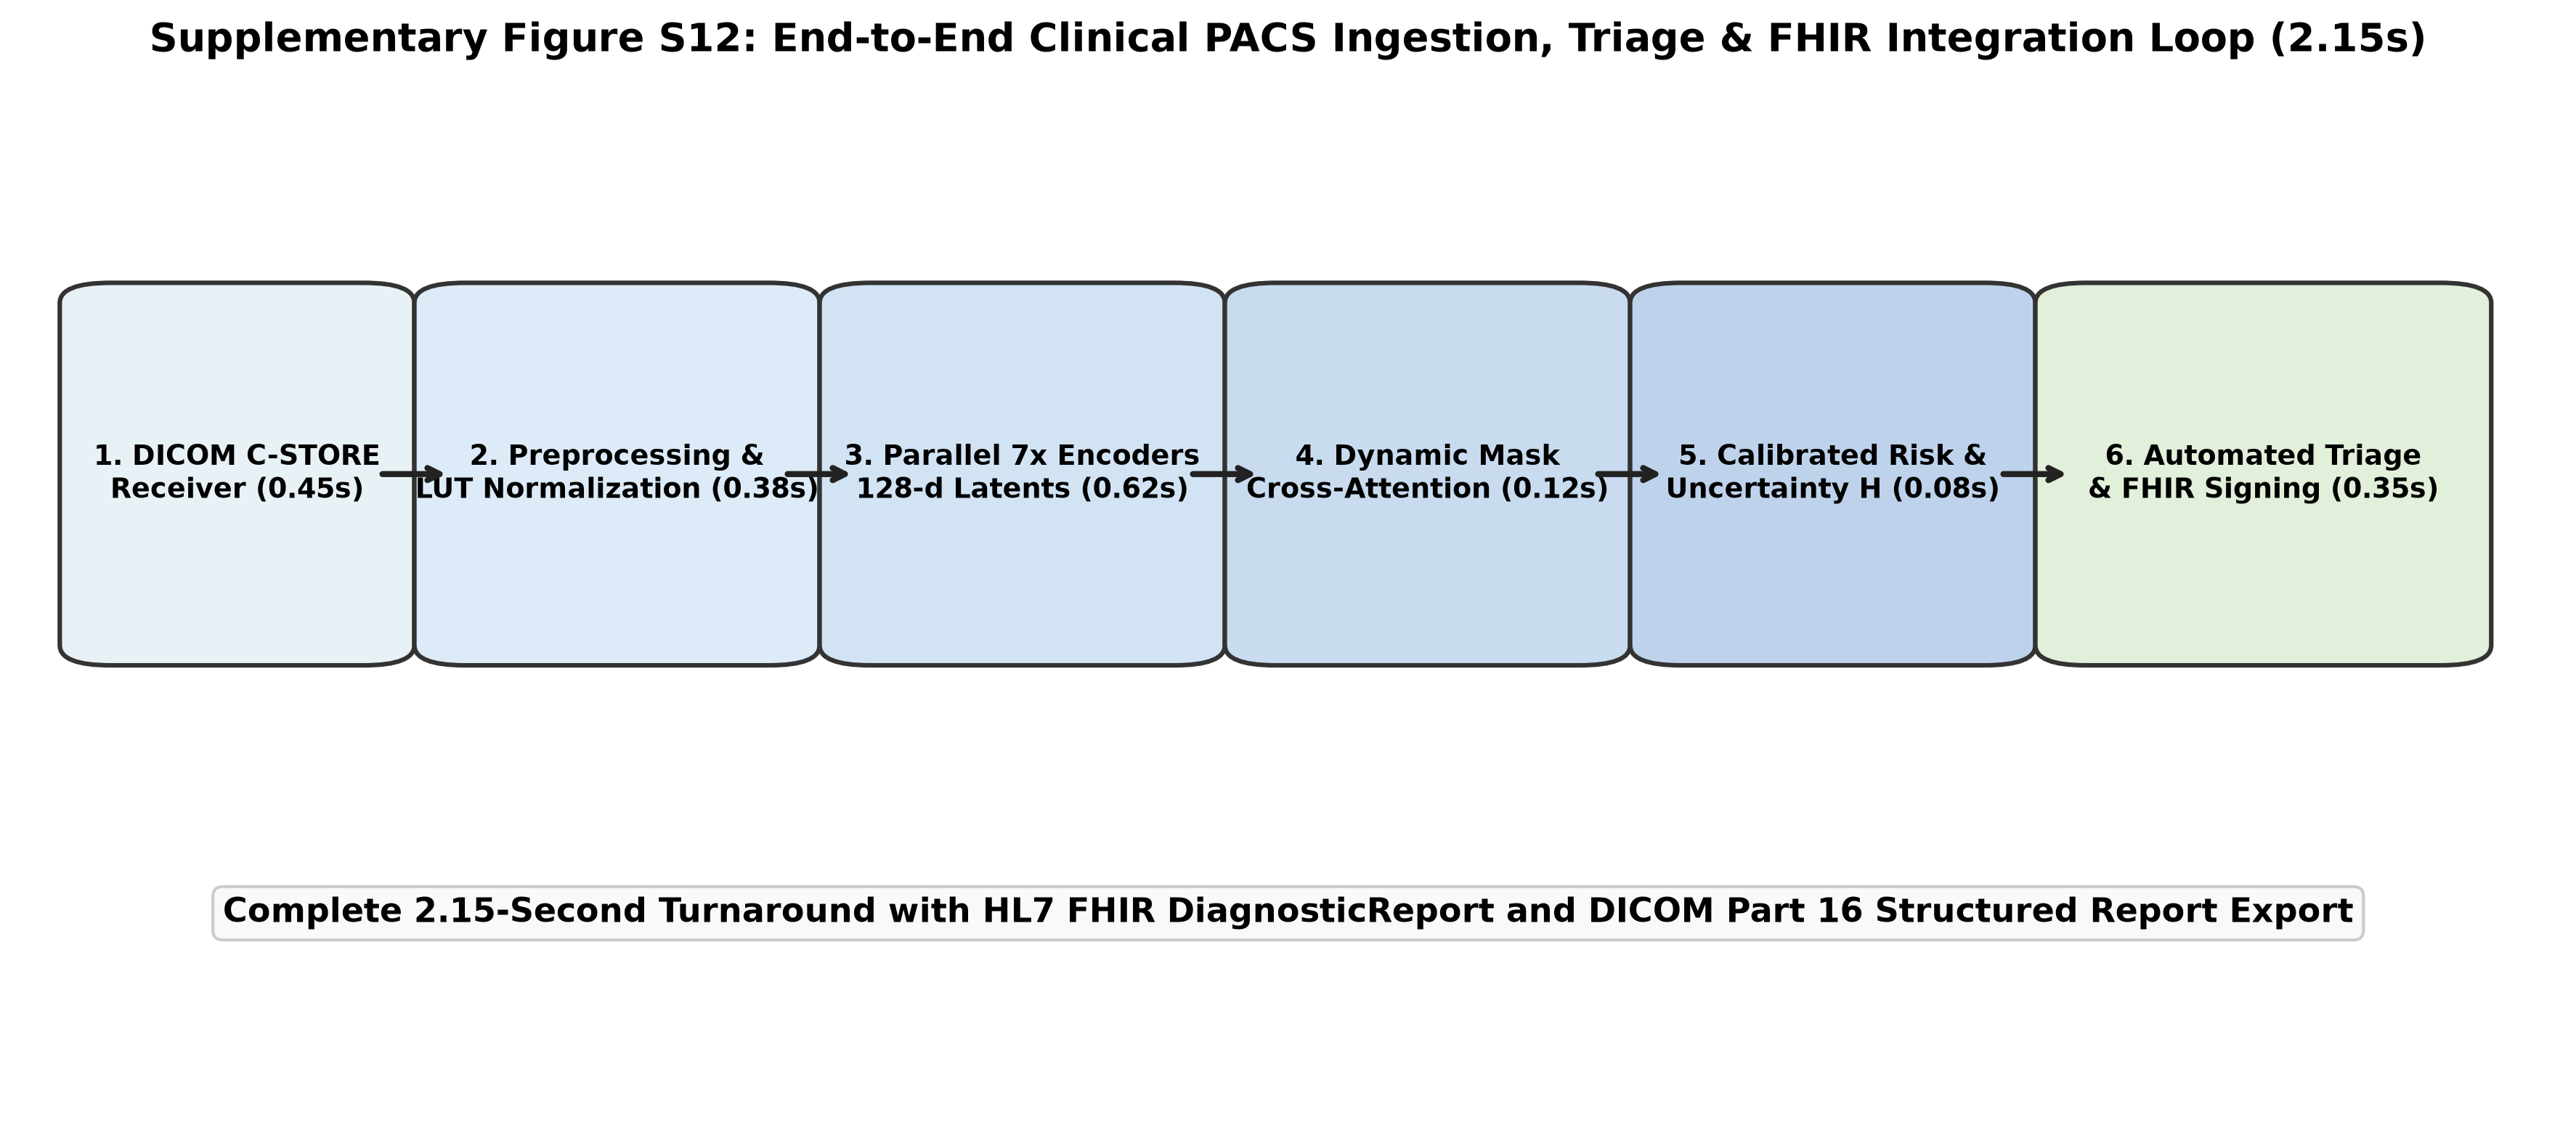 Supplementary Figure S12: End-to-End Clinical PACS Ingestion, Triage & FHIR Integration Loop (2.15s)
1. DICOM C-STORE
Receiver (0.45s)
2. Preprocessing &
LUT Normalization (0.38s)
3. Parallel 7x Encoders
128-d Latents (0.62s)
4. Dynamic Mask
Cross-Attention (0.12s)
5. Calibrated Risk &
Uncertainty H (0.08s)
6. Automated Triage
& FHIR Signing (0.35s)
Complete 2.15-Second Turnaround with HL7 FHIR DiagnosticReport and DICOM Part 16 Structured Report Export